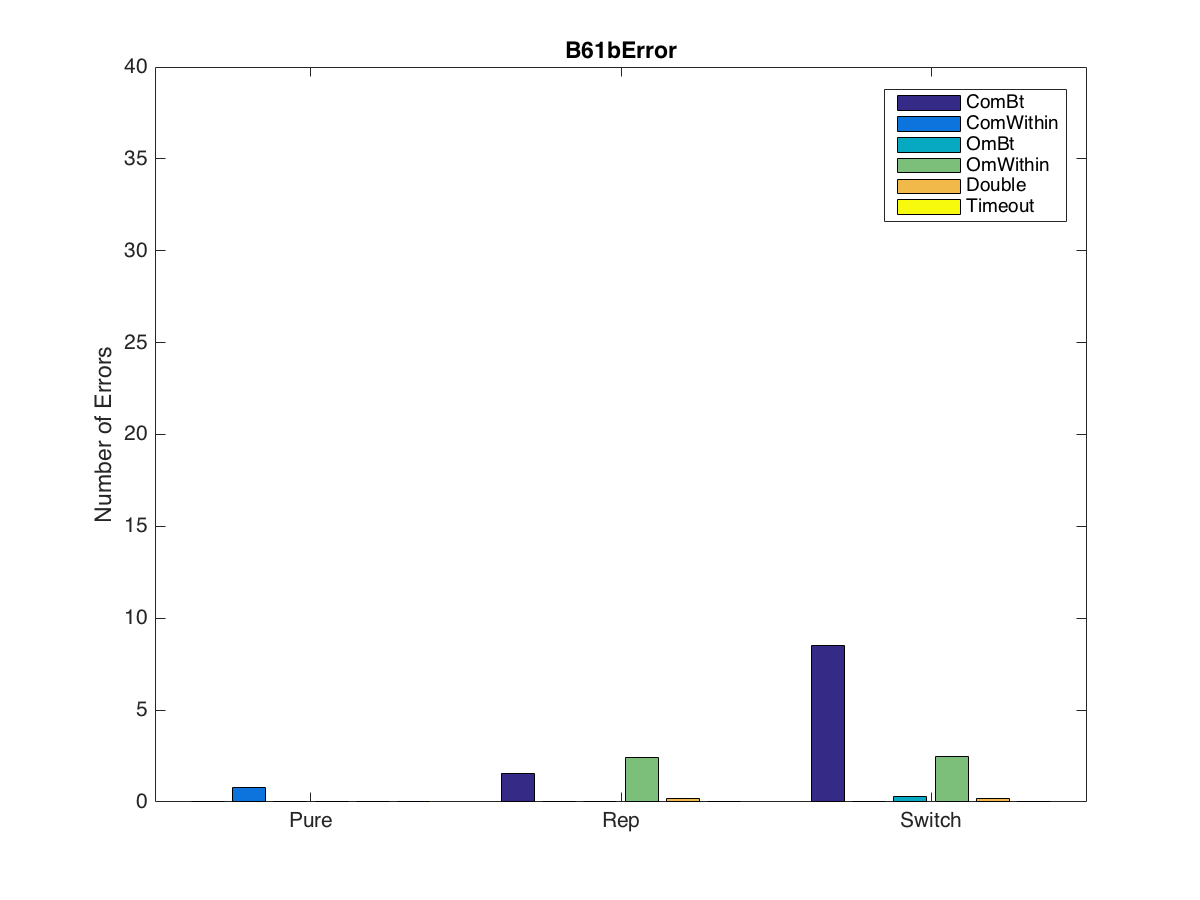 B61bError
40
35
30
25
20
15
10
5
0
Number of Errors
ComBt
ComWithin
OmBt
OmWithin
Double
Timeout
Pure
Rep
Switch